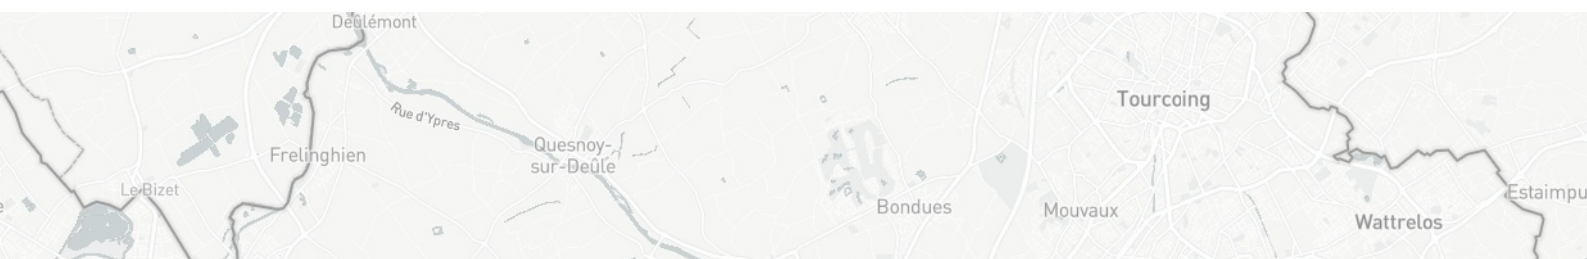 Deûlémont
Rue d'Ypres
Tourcoing
Quesnoy-
sur-Deûle
Frelinghien
Le Bizet
Bondues
Mouvaux
Estaimpu
Wattrelos